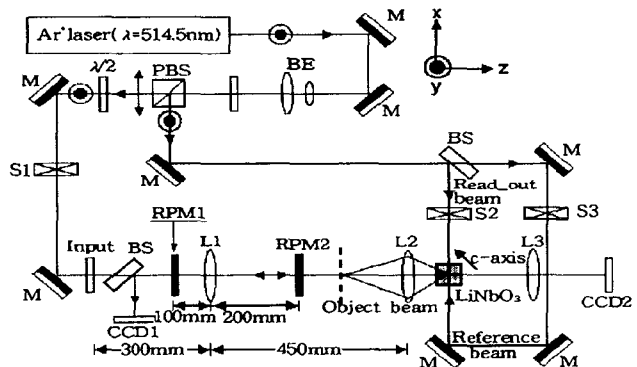 Ar⁺laser( λ=514.5nm)
M
x
z
y
M
BE
PBS
λ/2
M
M
BS
M
Read_out
beam
S1
S2
S3
RPM1
L1
RPM2
L2
c-axis
L3
Input
BS
M
CCD1
Object beam
LiNbO₃
CCD2
100mm
200mm
300mm
450mm
Reference
beam
M
M